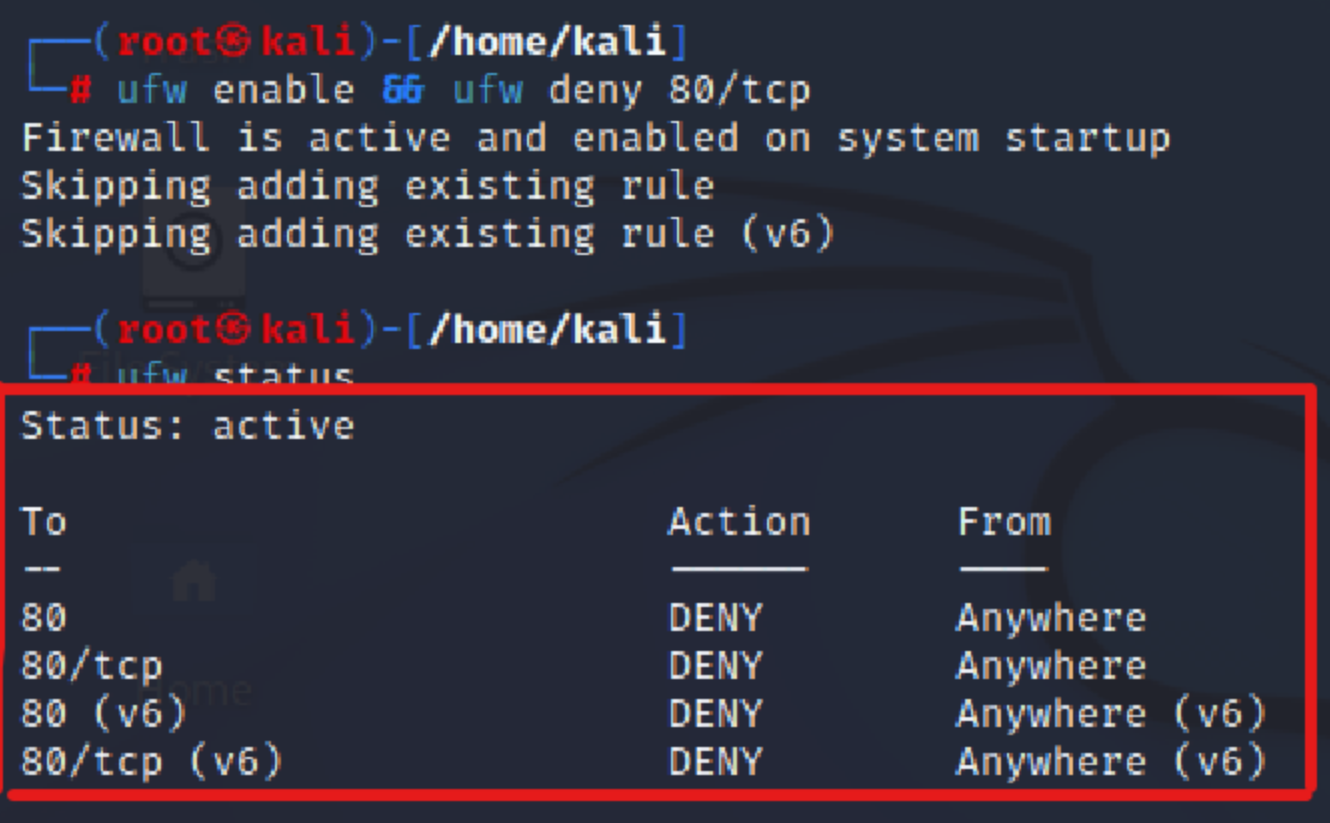 ┌──(root㉿kali)-[/home/kali]
└─# ufw enable && ufw deny 80/tcp
Firewall is active and enabled on system startup
Skipping adding existing rule
Skipping adding existing rule (v6)
┌──(root㉿kali)-[/home/kali]
└─# ufw status
Status: active
To Action From
-- ------ ----
80 DENY Anywhere
80/tcp DENY Anywhere
80 (v6) DENY Anywhere (v6)
80/tcp (v6) DENY Anywhere (v6)
Home